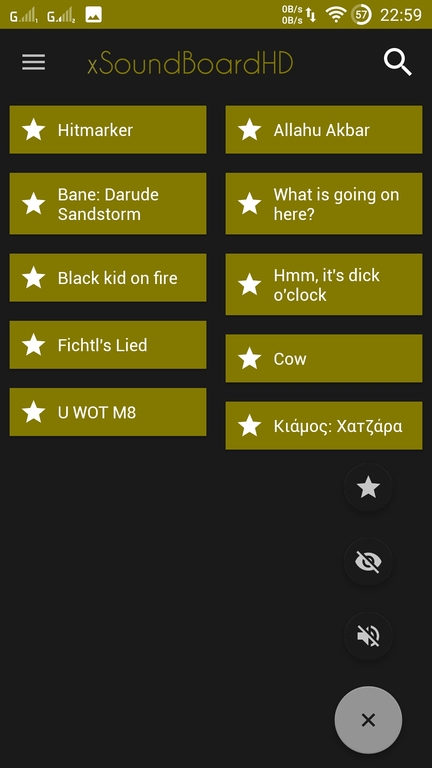 G.. G.. 2 0B/s 0B/s 57 22:59
xSoundBoardHD
Hitmarker
Allahu Akbar
Bane: Darude
Sandstorm
What is going on
here?
Black kid on fire
Hmm, it's dick
o'clock
Fichtl's Lied
Cow
U WOT M8
Κιάμος: Χατζάρα